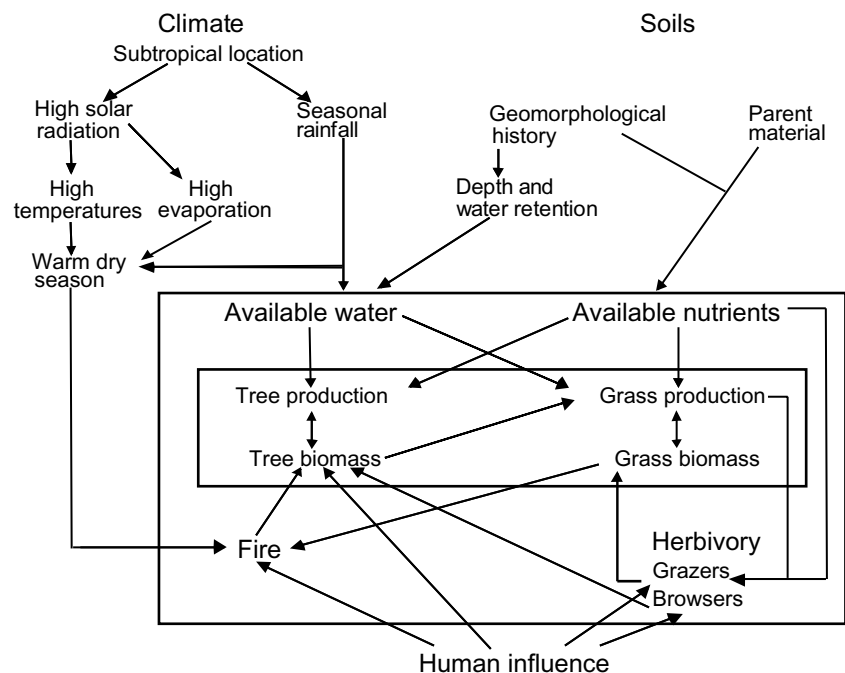 Climate
Soils
Subtropical location
High solar
radiation
Seasonal
rainfall
Geomorphological
history
Parent
material
High
temperatures
High
evaporation
Depth and
water retention
Warm dry
season
Available water
Available nutrients
Tree production
Grass production
Tree biomass
Grass biomass
Fire
Herbivory
Grazers
Browsers
Human influence